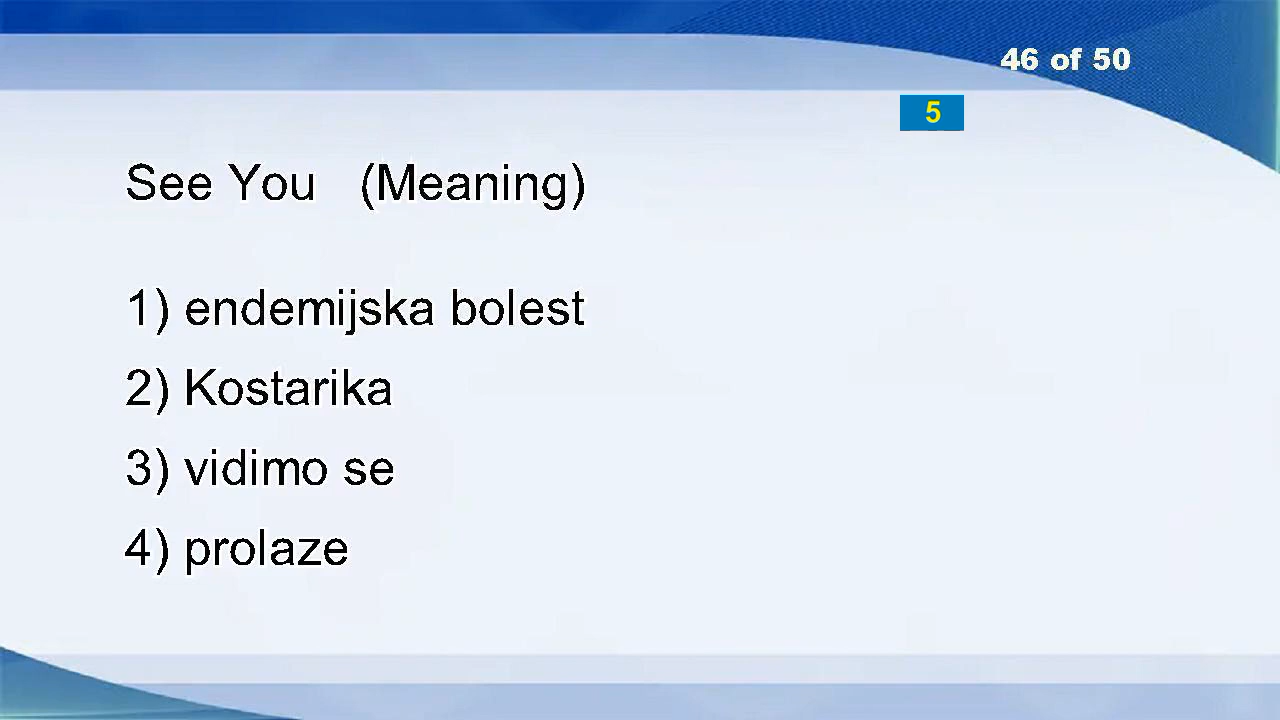 46 of 50
5
See You (Meaning)
1) endemijska bolest
2) Kostarika
3) vidimo se
4) prolaze